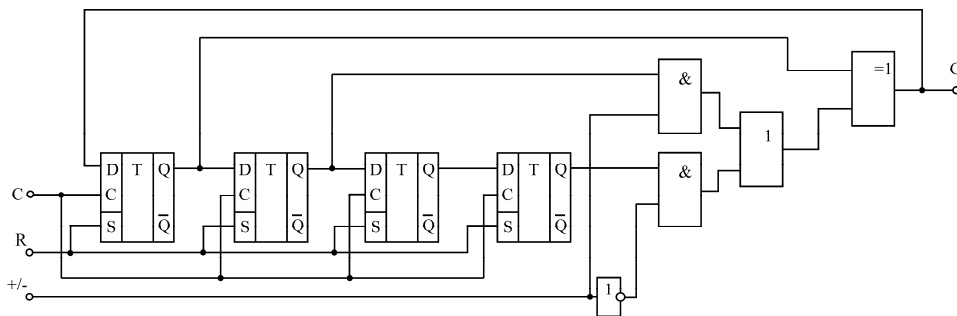 =1
G
&
1
D T Q D T Q D T Q D T Q
&
C
C C C C
S Q̅ S Q̅ S Q̅ S Q̅
R
+/-
1